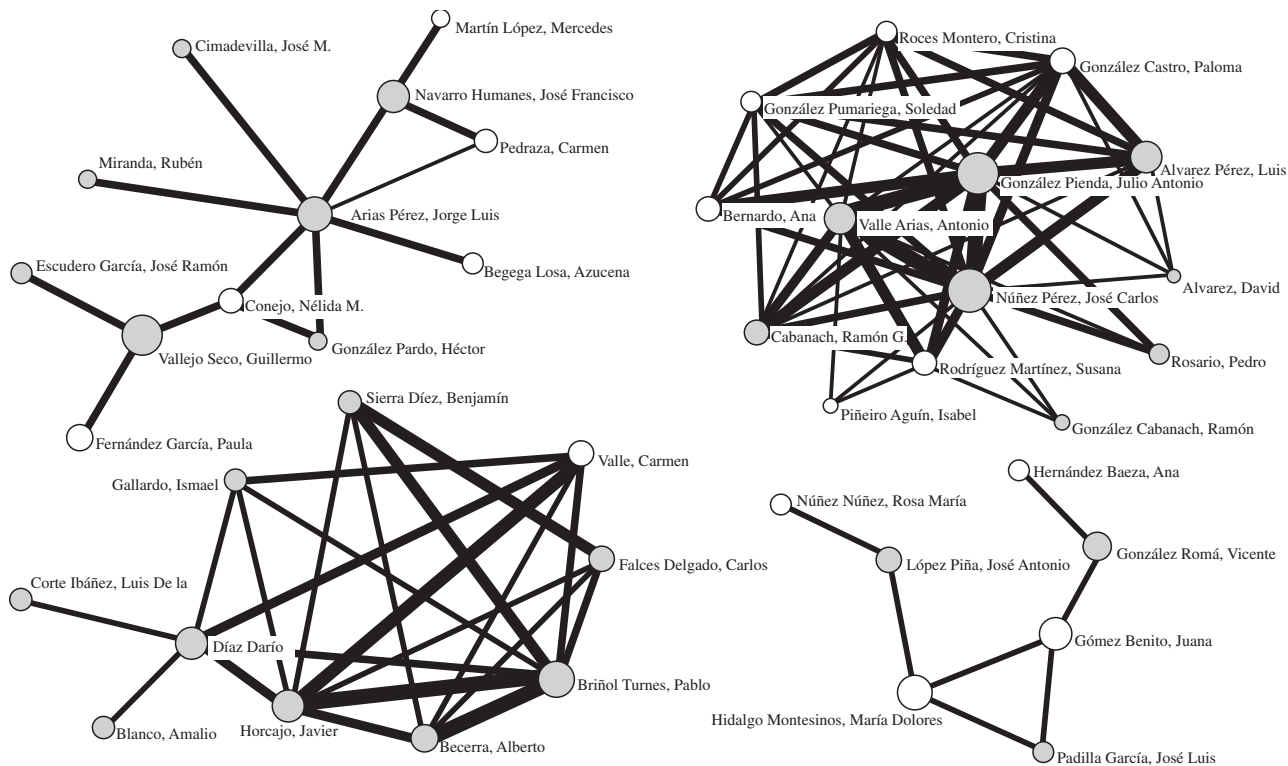 Martín López, Mercedes
Cimadevilla, José M.
Navarro Humanes, José Francisco
Pedraza, Carmen
Miranda, Rubén
Arias Pérez, Jorge Luis
Escudero García, José Ramón
Begega Losa, Azucena
Conejo, Nélida M.
González Pardo, Héctor
Vallejo Seco, Guillermo
Fernández García, Paula
Roces Montero, Cristina
González Castro, Paloma
González Pumariega, Soledad
Alvarez Pérez, Luis
González Pienda, Julio Antonio
Bernardo, Ana
Valle Arias, Antonio
Alvarez, David
Núñez Pérez, José Carlos
Cabanach, Ramón G.
Rosario, Pedro
Rodríguez Martínez, Susana
Piñeiro Aguín, Isabel
González Cabanach, Ramón
Sierra Díez, Benjamín
Valle, Carmen
Gallardo, Ismael
Falces Delgado, Carlos
Corte Ibáñez, Luis De la
Díaz Darío
Briñol Turnes, Pablo
Horcajo, Javier
Blanco, Amalio
Becerra, Alberto
Hernández Baeza, Ana
Núñez Núñez, Rosa María
González Romá, Vicente
López Piña, José Antonio
Gómez Benito, Juana
Hidalgo Montesinos, María Dolores
Padilla García, José Luis